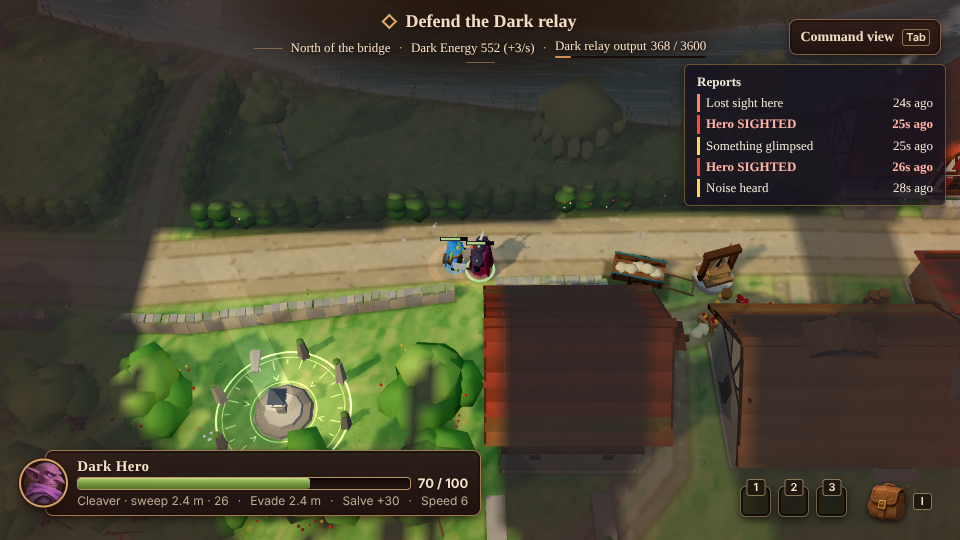 Defend the Dark relay
North of the bridge · Dark Energy 552 (+3/s) · Dark relay output 368 / 3600
Command view Tab
Reports
Lost sight here 24s ago
Hero SIGHTED 25s ago
Something glimpsed 25s ago
Hero SIGHTED 26s ago
Noise heard 28s ago
Dark Hero
70 / 100
Cleaver · sweep 2.4 m · 26 · Evade 2.4 m · Salve +30 · Speed 6
1 2 3
I